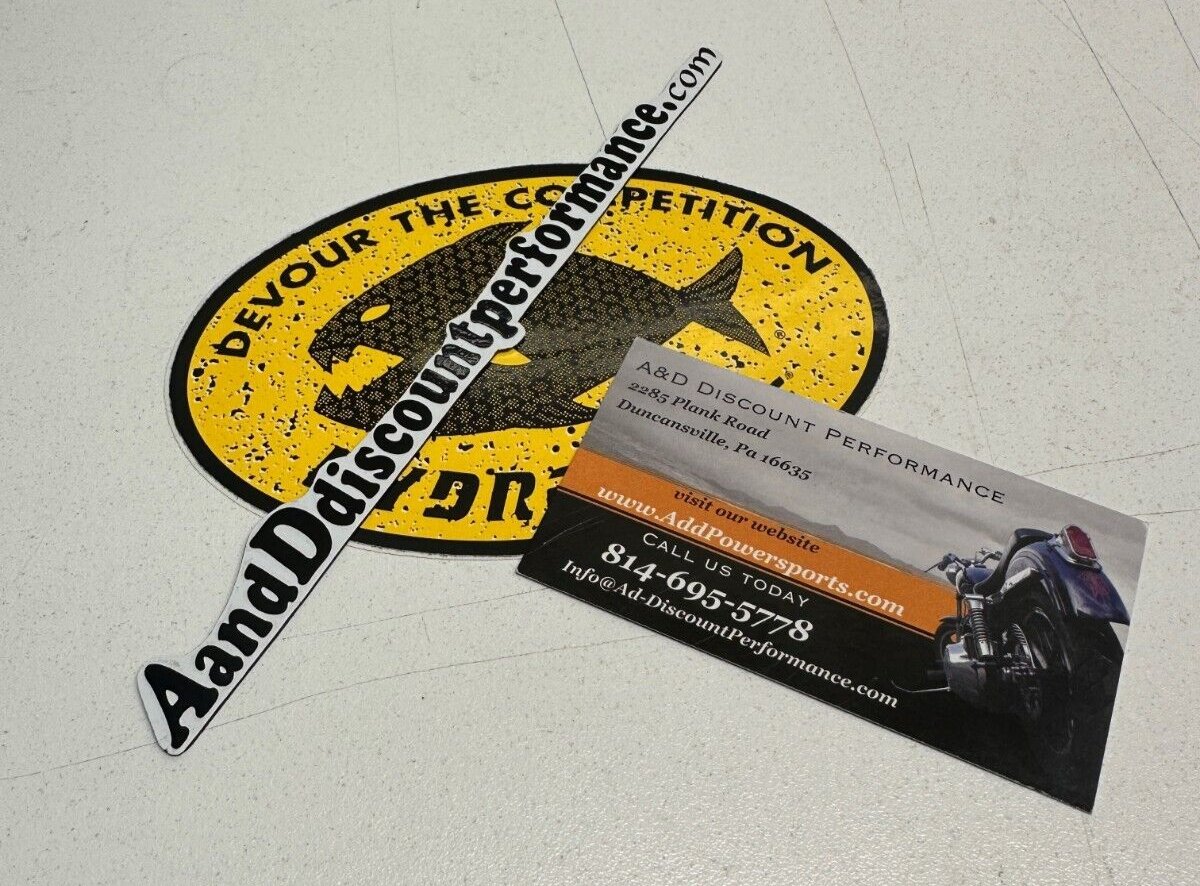 DEVOUR THE COMPETITION
AandDdiscountperformance.com
®
®
A&D Discount Performance
2285 Plank Road
Duncansville, Pa 16635
visit our website
www.AddPowersports.com
CALL US TODAY
814-695-5778
Info@Ad-DiscountPerformance.com